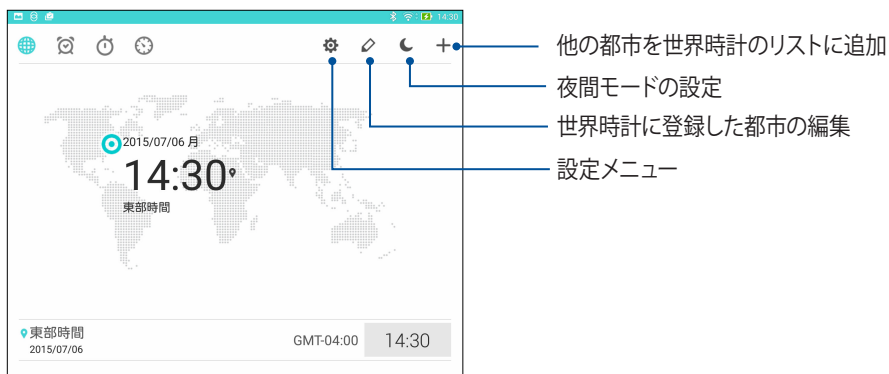 14:30
他の都市を世界時計のリストに追加
夜間モードの設定
世界時計に登録した都市の編集
設定メニュー
2015/07/06 月
14:30
東部時間
東部時間
2015/07/06
GMT-04:00
14:30